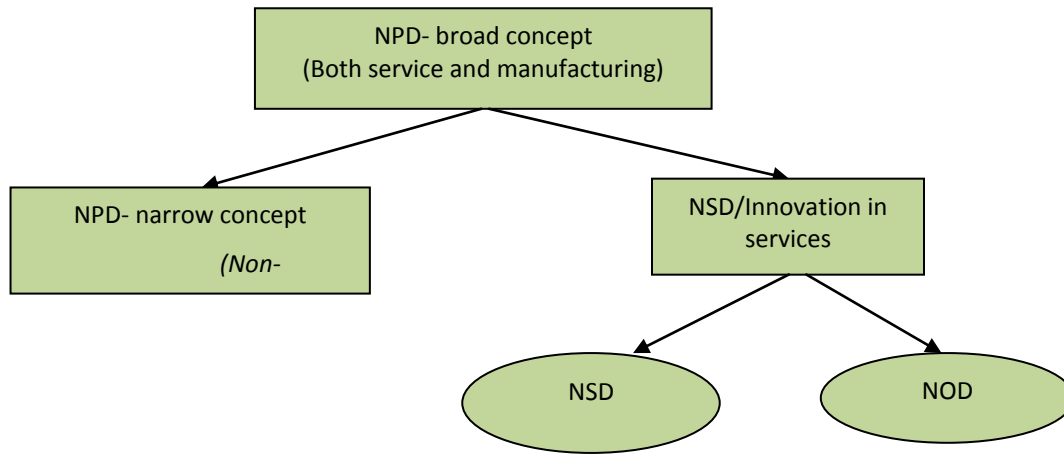 NPD- broad concept
(Both service and manufacturing)
NPD- narrow concept
(Non-
NSD/Innovation in
services
NSD
NOD